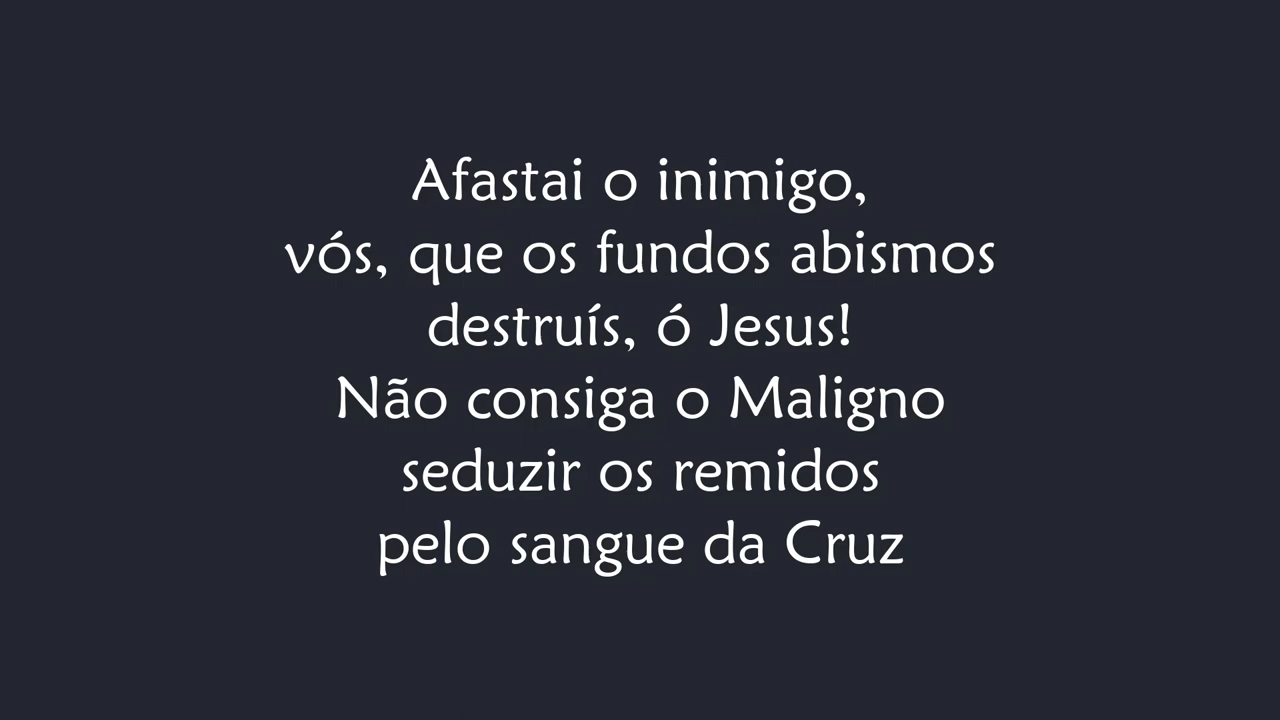 Afastai o inimigo,
vós, que os fundos abismos
destruís, ó Jesus!
Não consiga o Maligno
seduzir os remidos
pelo sangue da Cruz